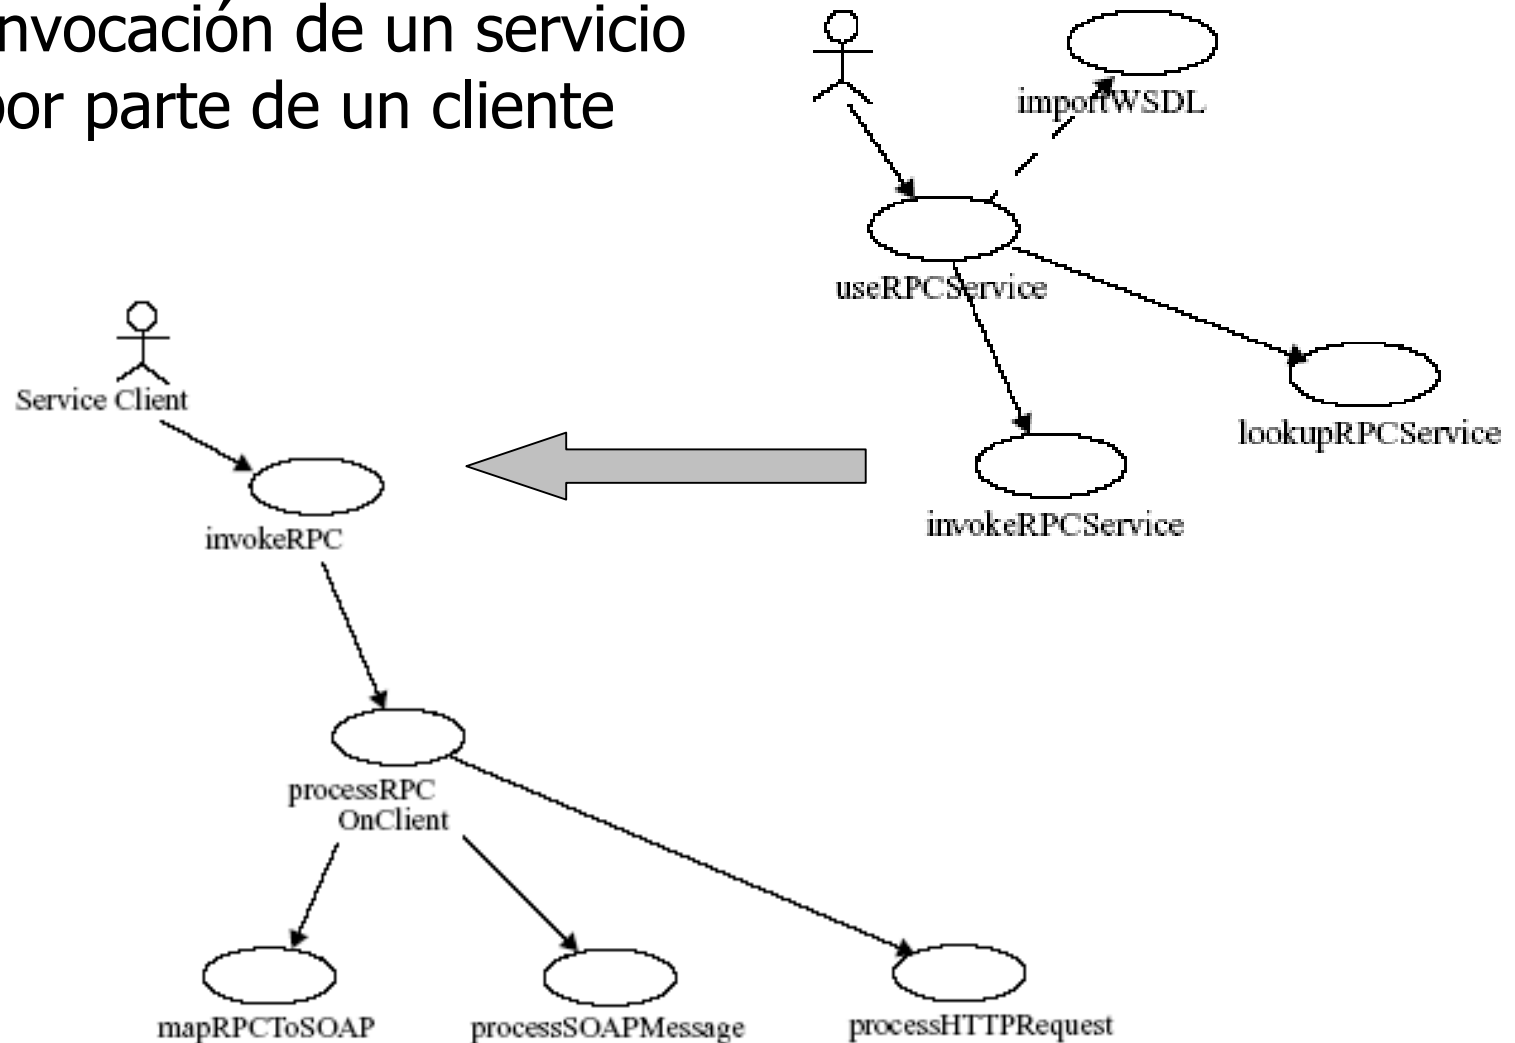 nvocación de un servicio
por parte de un cliente
importWSDL
useRPCService
lookupRPCService
invokeRPCService
Service Client
invokeRPC
processRPC
OnClient
mapRPCToSOAP
processSOAPMessage
processHTTPRequest